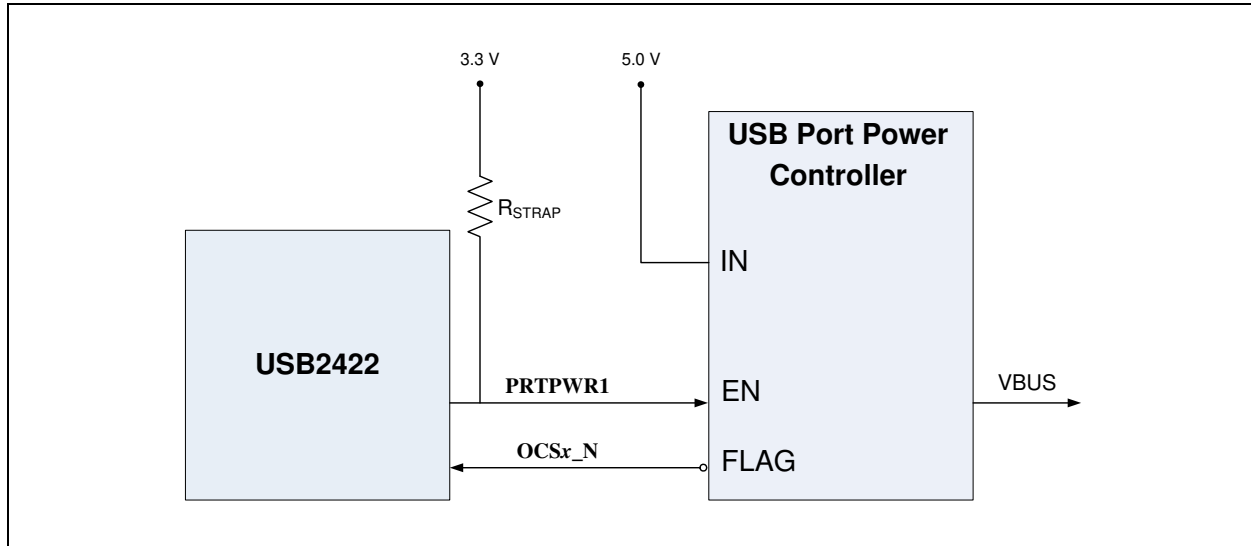 3.3 V
5.0 V
USB Port Power
Controller
RSTRAP
IN
USB2422
PRTPWR1
EN
VBUS
OCSx_N
FLAG